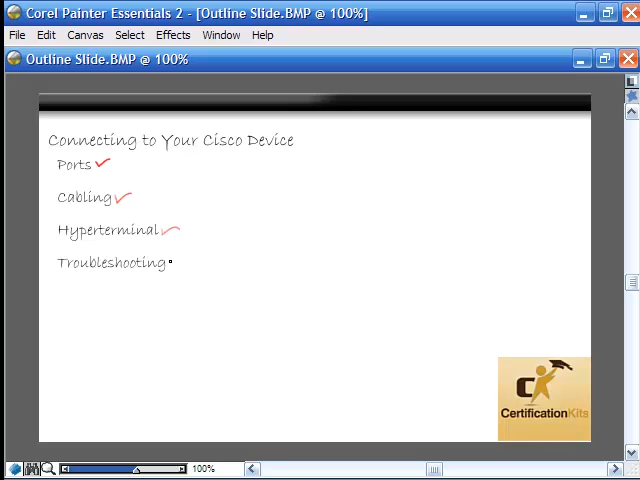 Corel Painter Essentials 2 - [Outline Slide.BMP @ 100%]
File Edit Canvas Select Effects Window Help
Outline Slide.BMP @ 100%
Connecting to Your Cisco Device
Ports
Cabling
Hyperterminal
Troubleshooting
C
CertificationKits
100%